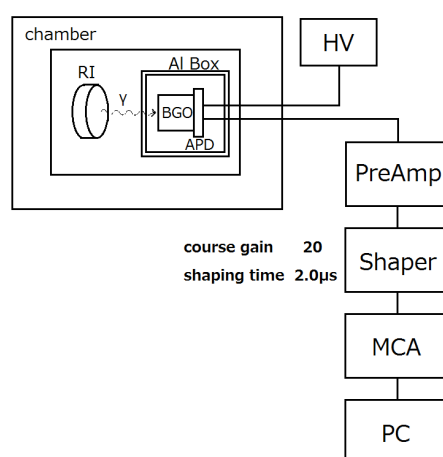 chamber
HV
RI
Al Box
γ
BGO
APD
PreAmp
course gain 20
shaping time 2.0μs
Shaper
MCA
PC